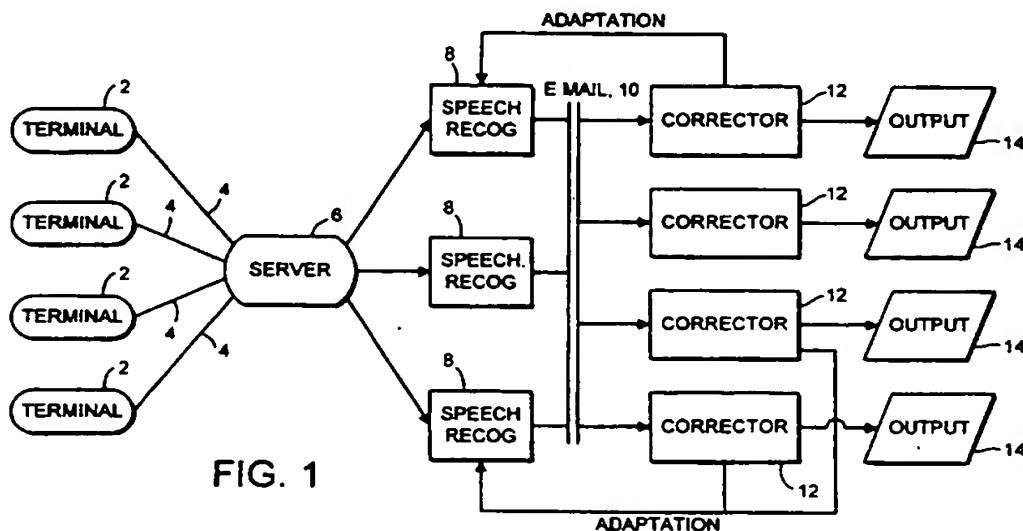 ADAPTATION
2
TERMINAL
4
8
SPEECH
RECOG
E MAIL, 10
CORRECTOR
12
OUTPUT
14
2
TERMINAL
4
6
SERVER
8
SPEECH.
RECOG
CORRECTOR
12
OUTPUT
14
2
TERMINAL
4
CORRECTOR
12
OUTPUT
14
2
TERMINAL
4
8
SPEECH
RECOG
CORRECTOR
12
OUTPUT
14
FIG. 1
ADAPTATION